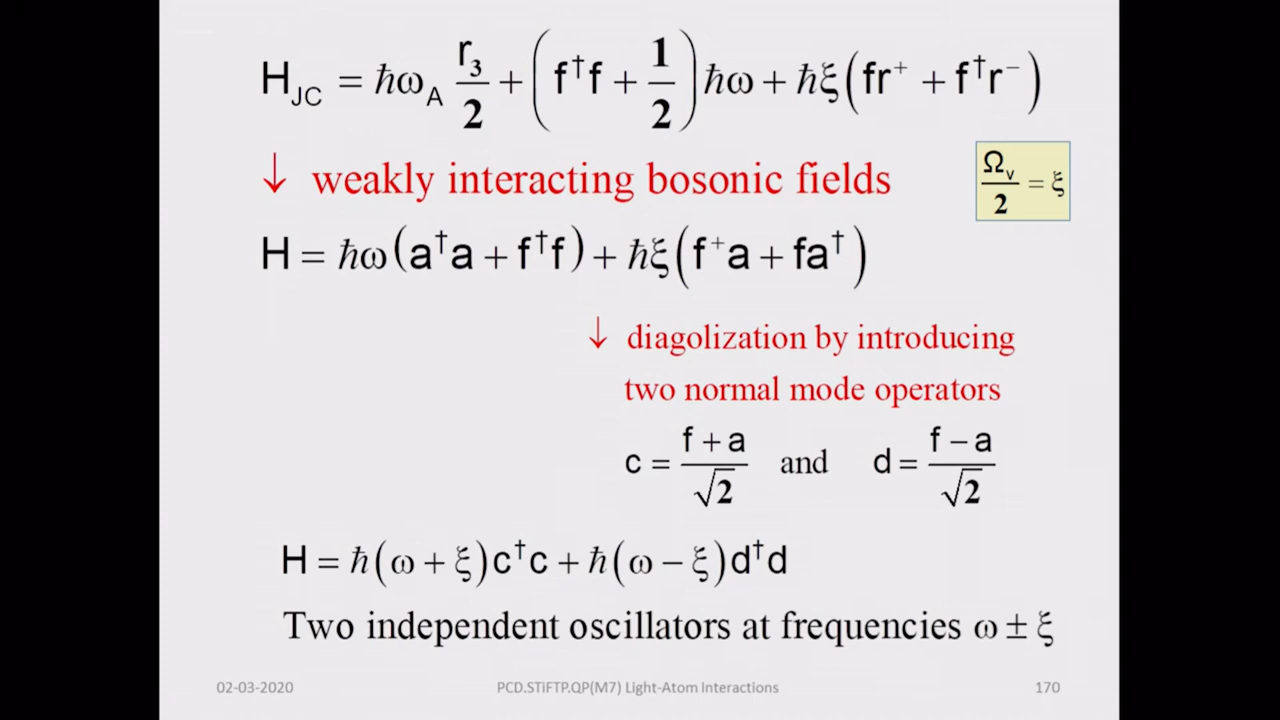 H_JC = ħω_A r₃/2 + (f†f + 1/2) ħω + ħξ(fr⁺ + f†r⁻)
↓ weakly interacting bosonic fields
Ω_v/2 = ξ
H = ħω(a†a + f†f) + ħξ(f⁺a + fa†)
↓ diagolization by introducing
two normal mode operators
c = (f + a)/√2 and d = (f − a)/√2
H = ħ(ω + ξ)c†c + ħ(ω − ξ)d†d
Two independent oscillators at frequencies ω ± ξ
02-03-2020 PCD.STiFTP.QP(M7) Light-Atom Interactions 170